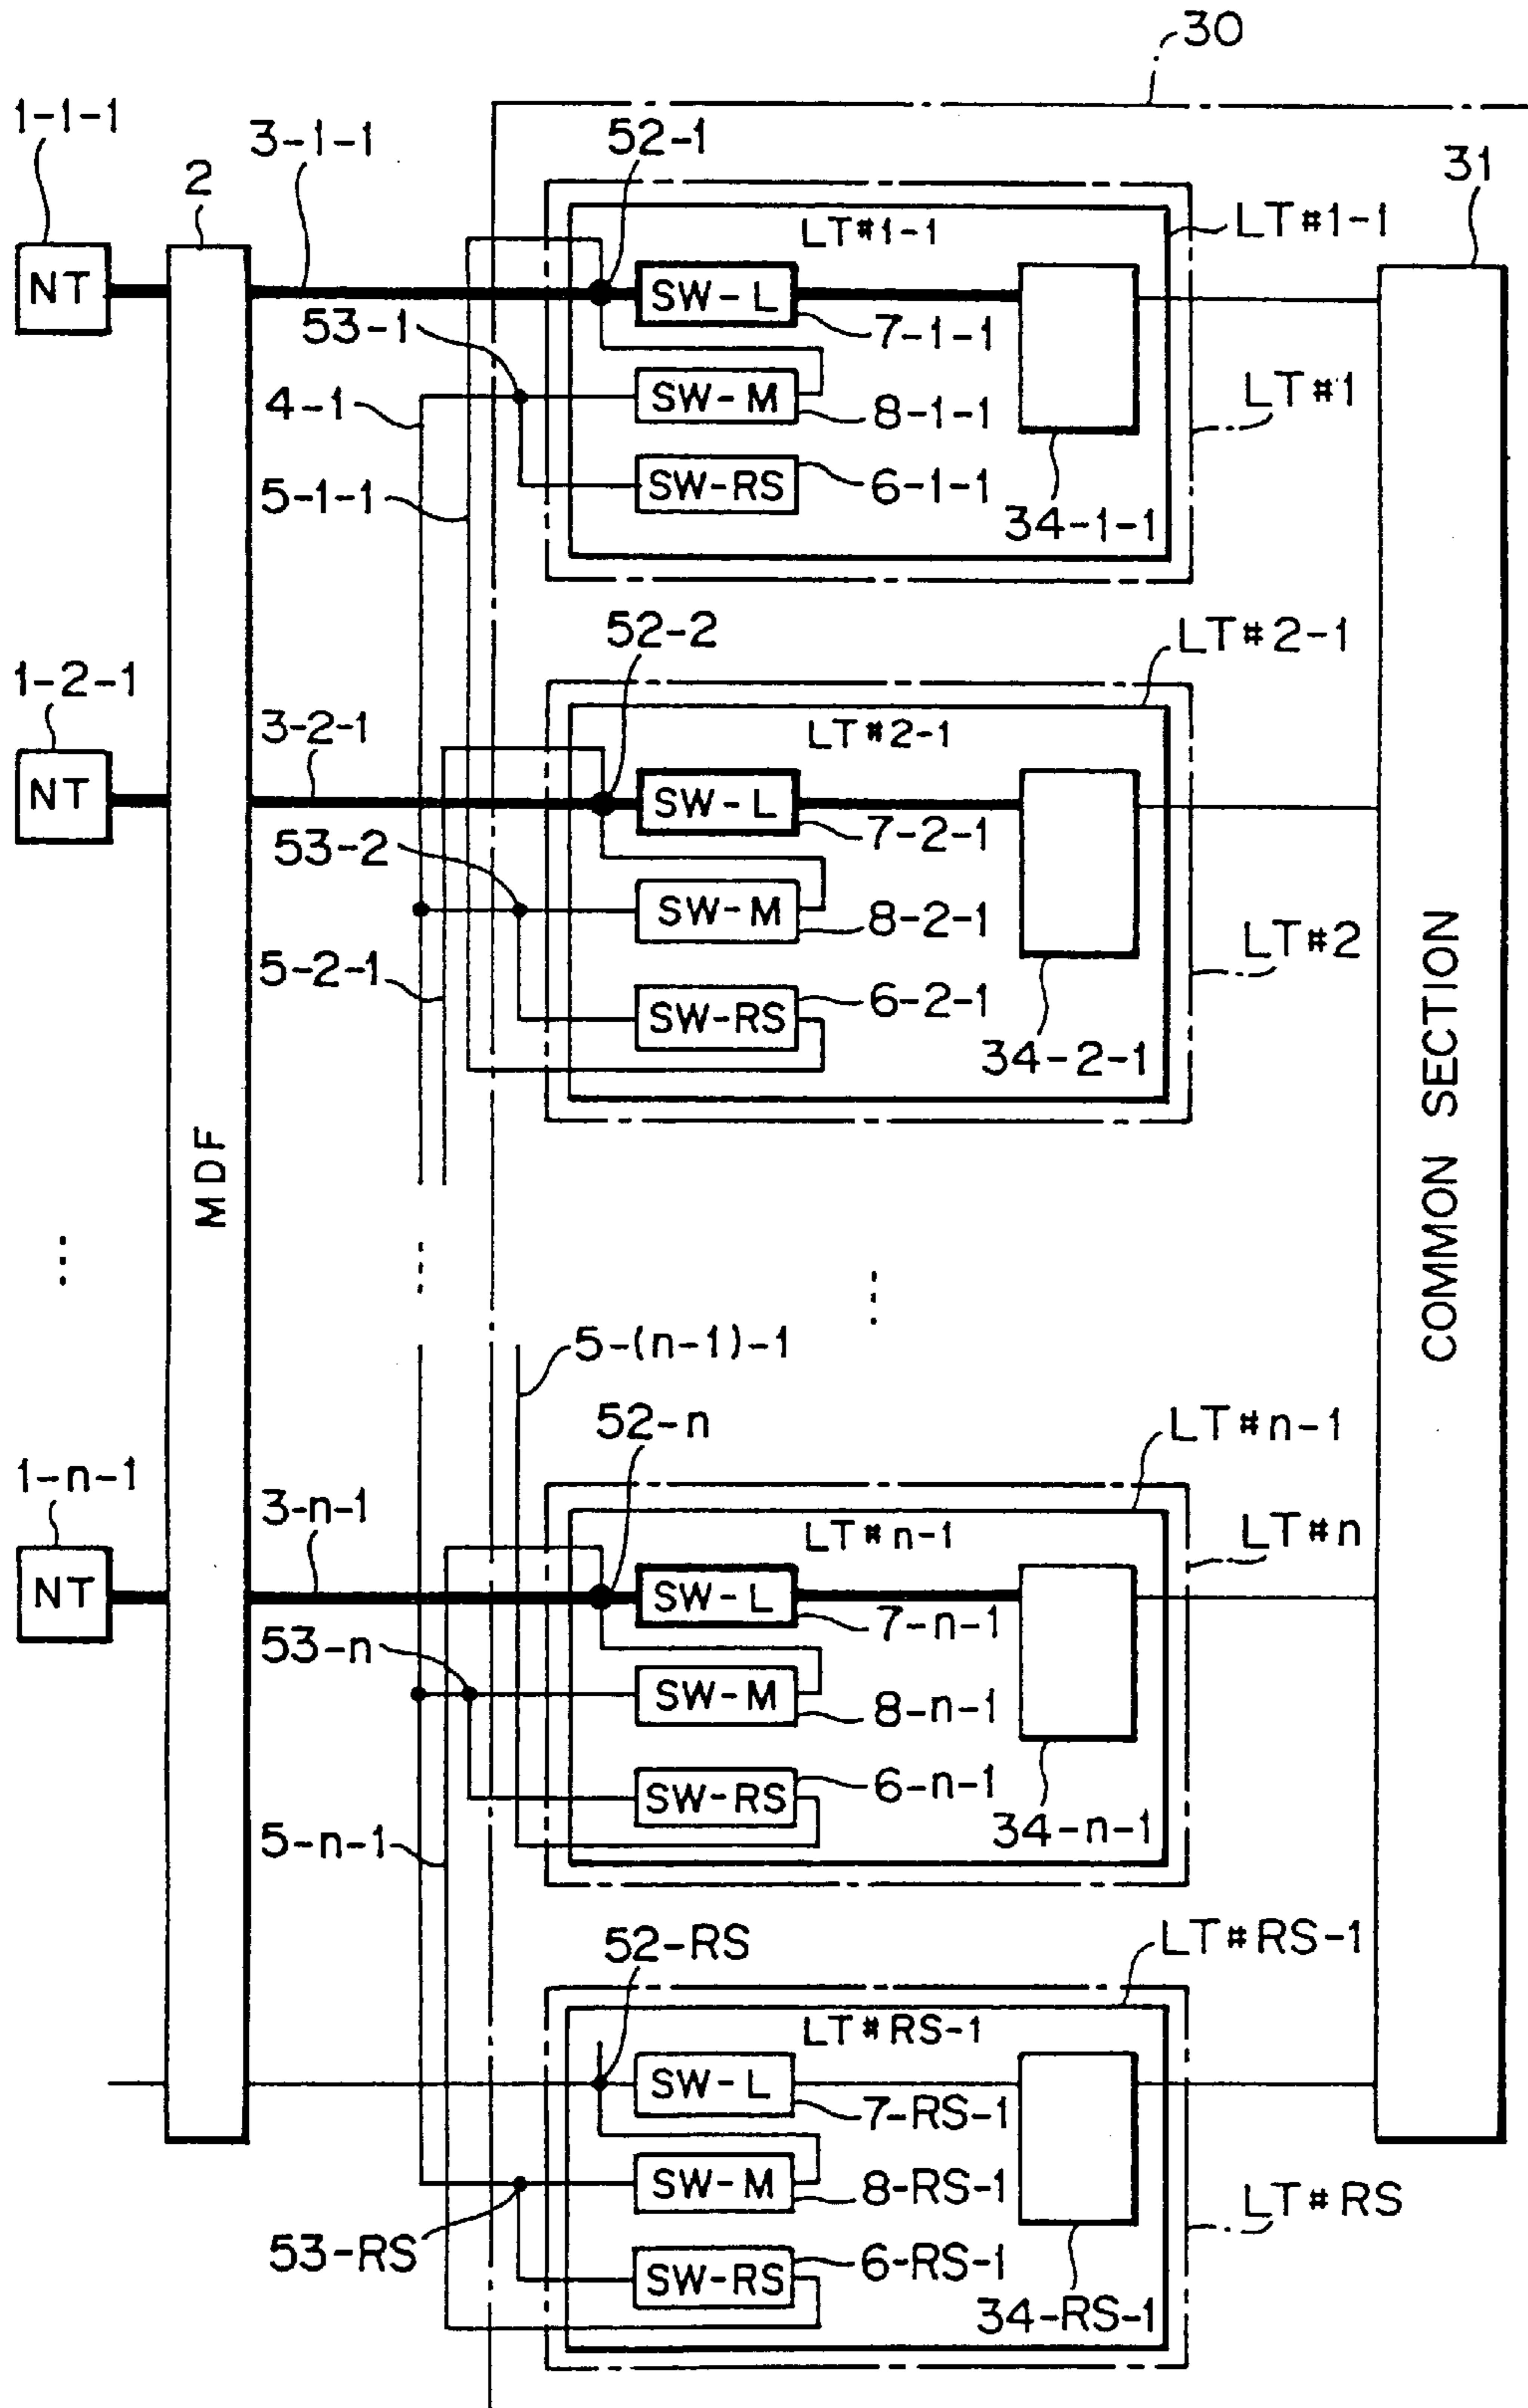 30
1-1-1
2
3-1-1
52-1
31
LT#1-1
LT#1-1
NT
SW-L
7-1-1
53-1
4-1
SW-M
8-1-1
LT#1
5-1-1
SW-RS
6-1-1
34-1-1
52-2
LT#2-1
1-2-1
3-2-1
LT#2-1
NT
SW-L
7-2-1
53-2
SW-M
8-2-1
LT#2
5-2-1
SW-RS
6-2-1
34-2-1
MDF
COMMON SECTION
5-(n-1)-1
52-n
LT#n-1
1-n-1
3-n-1
LT#n-1
LT#n
NT
SW-L
7-n-1
53-n
SW-M
8-n-1
SW-RS
6-n-1
5-n-1
34-n-1
52-RS
LT#RS-1
LT#RS-1
SW-L
7-RS-1
SW-M
8-RS-1
LT#RS
53-RS
SW-RS
6-RS-1
34-RS-1